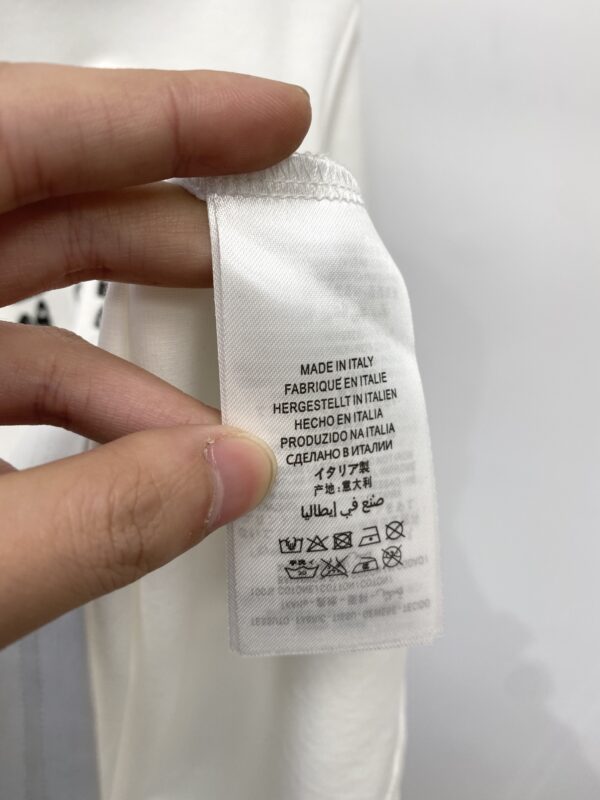 MADE IN ITALY
FABRIQUE EN ITALIE
HERGESTELLT IN ITALIEN
HECHO EN ITALIA
PRODUZIDO NA ITALIA
СДЕЛАНО В ИТАЛИИ
イタリア製
产地:意大利
صنع في إيطاليا